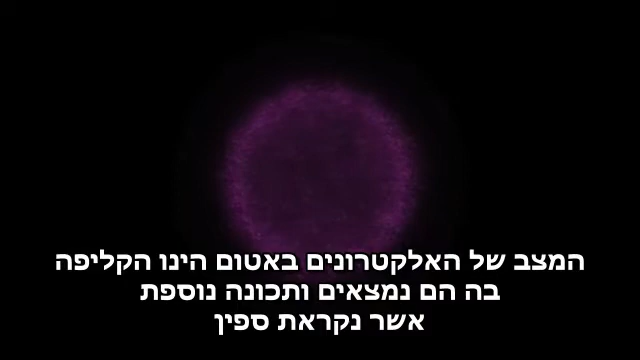 המצב של האלקטרונים באטום הינו הקליפה
בה הם נמצאים ותכונה נוספת
אשר נקראת ספין